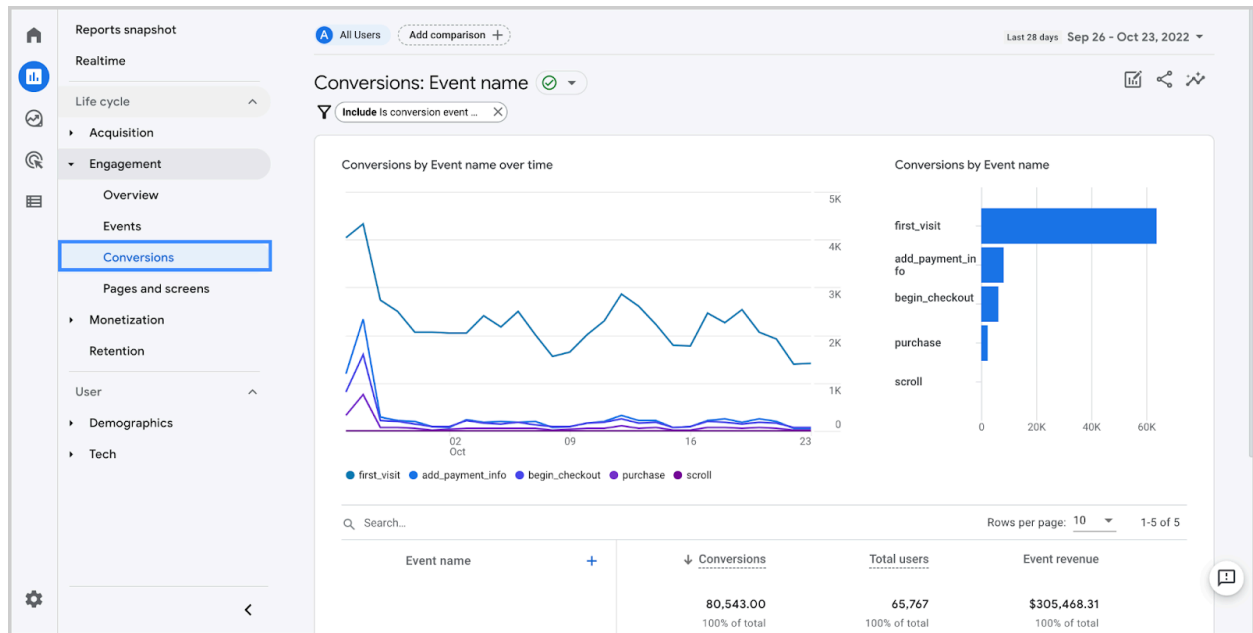 Reports snapshot
Realtime
Life cycle
Acquisition
Engagement
Overview
Events
Conversions
Pages and screens
Monetization
Retention
User
Demographics
Tech
A All Users
Add comparison +
Last 28 days Sep 26 - Oct 23, 2022
Conversions: Event name
Include Is conversion event ...
Conversions by Event name over time
5K
4K
3K
2K
1K
0
02 09 16 23
Oct
first_visit add_payment_info begin_checkout purchase scroll
Conversions by Event name
first_visit
add_payment_in
fo
begin_checkout
purchase
scroll
0 20K 40K 60K
Search...
Rows per page: 10 1-5 of 5
Event name + Conversions Total users Event revenue
80,543.00 65,767 $305,468.31
100% of total 100% of total 100% of total